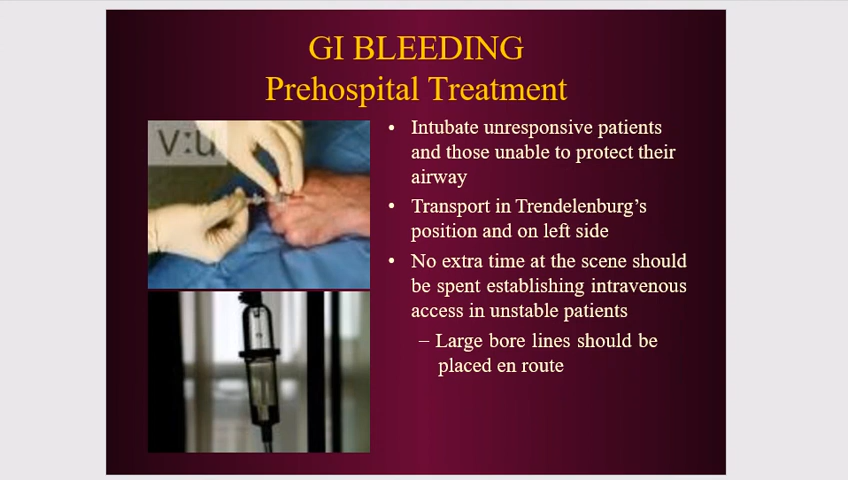 GI BLEEDING
Prehospital Treatment
v:u
• Intubate unresponsive patients
and those unable to protect their
airway
• Transport in Trendelenburg's
position and on left side
• No extra time at the scene should
be spent establishing intravenous
access in unstable patients
– Large bore lines should be
placed en route